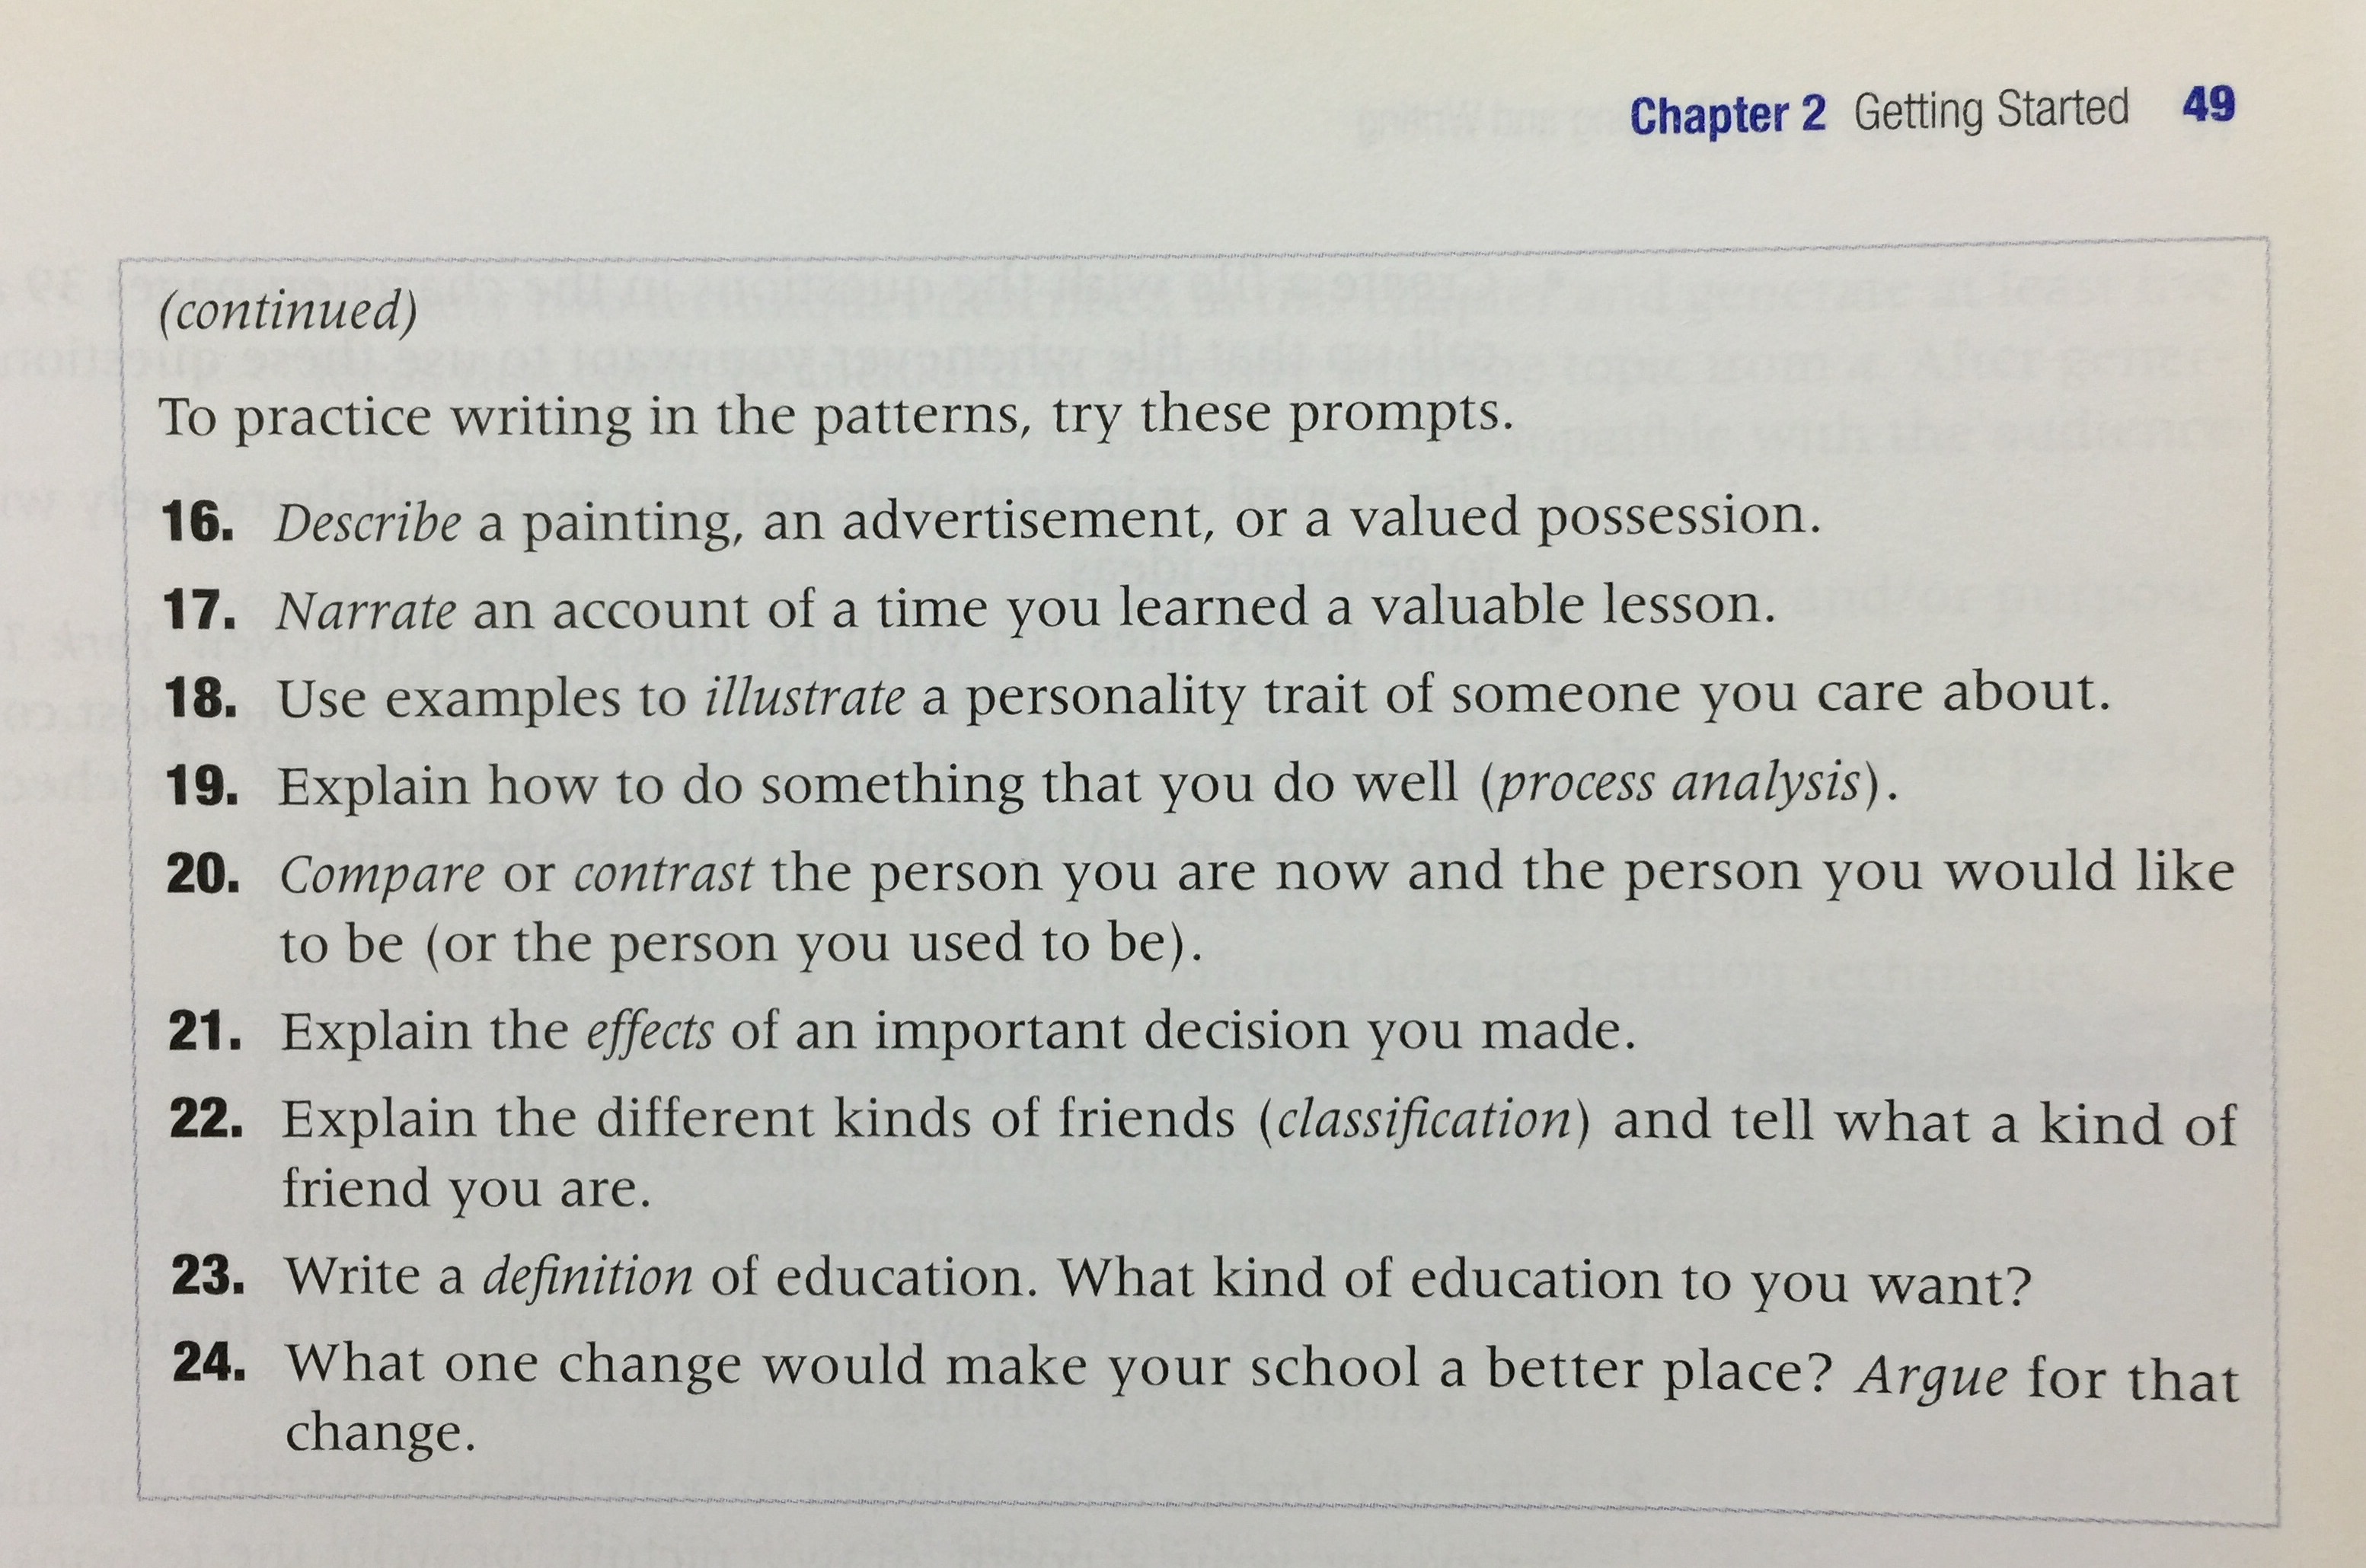 Chapter 2 Getting Started 49
(continued)
To practice writing in the patterns, try these prompts.
16. Describe a painting, an advertisement, or a valued possession.
17. Narrate an account of a time you learned a valuable lesson.
18. Use examples to illustrate a personality trait of someone you care about.
19. Explain how to do something that you do well (process analysis).
20. Compare or contrast the person you are now and the person you would like
to be (or the person you used to be).
21. Explain the effects of an important decision you made.
22. Explain the different kinds of friends (classification) and tell what a kind of
friend you are.
23. Write a definition of education. What kind of education to you want?
24. What one change would make your school a better place? Argue for that
change.